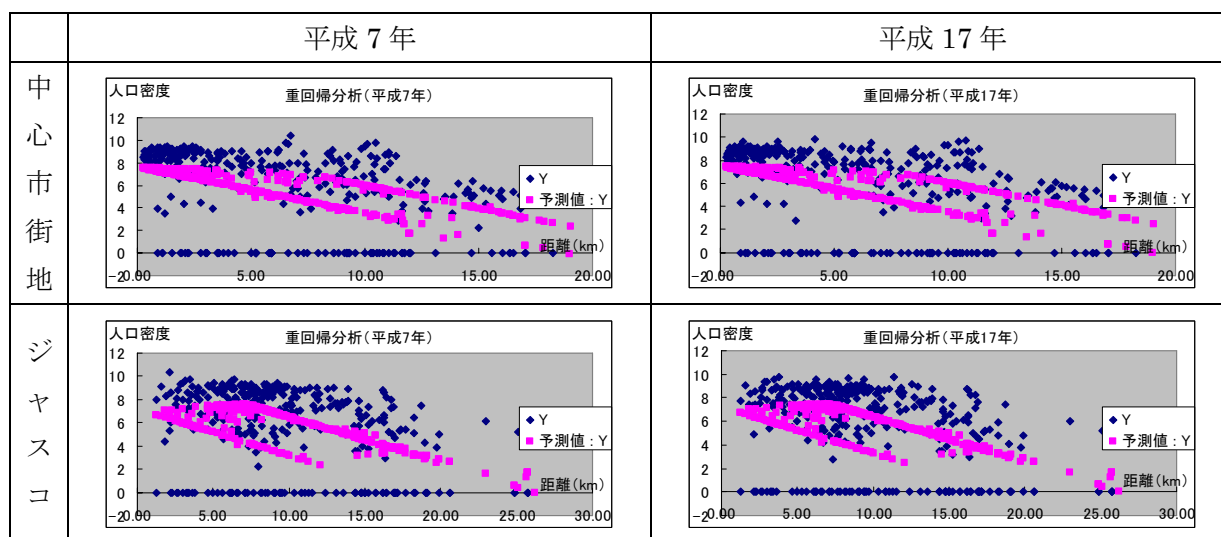 平成 7 年
平成 17 年
中心市街地
人口密度
重回帰分析(平成7年)
12
10
8
6
4
2
0
-2
0.00
5.00
10.00
15.00
20.00
Y
予測値:Y
距離(km)
人口密度
重回帰分析(平成17年)
12
10
8
6
4
2
0
-2
0.00
5.00
10.00
15.00
20.00
Y
予測値:Y
距離(km)
ジャスコ
人口密度
重回帰分析(平成7年)
12
10
8
6
4
2
0
-2
0.00
5.00
10.00
15.00
20.00
25.00
30.00
Y
予測値:Y
距離(km)
人口密度
重回帰分析(平成17年)
12
10
8
6
4
2
0
-2
0.00
5.00
10.00
15.00
20.00
25.00
30.00
Y
予測値:Y
距離(km)